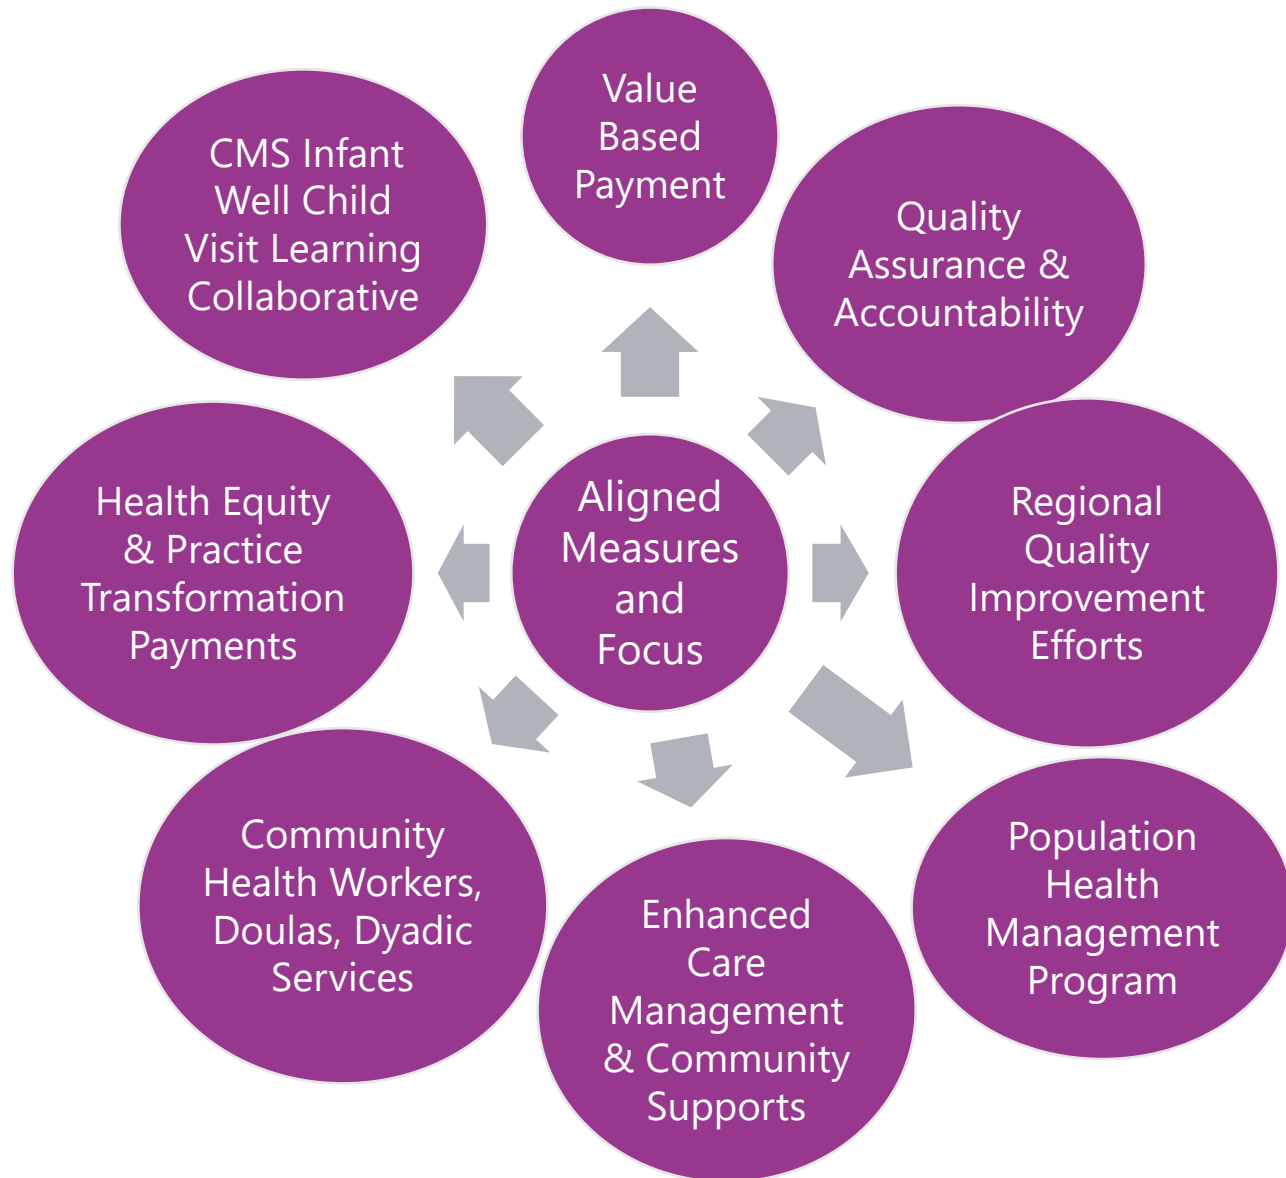 Value
Based
Payment
Quality
Assurance &
Accountability
Regional
Quality
Improvement
Efforts
Population
Health
Management
Program
Enhanced
Care
Management
& Community
Supports
Community
Health Workers,
Doulas, Dyadic
Services
Health Equity
& Practice
Transformation
Payments
CMS Infant
Well Child
Visit Learning
Collaborative
Aligned
Measures
and
Focus